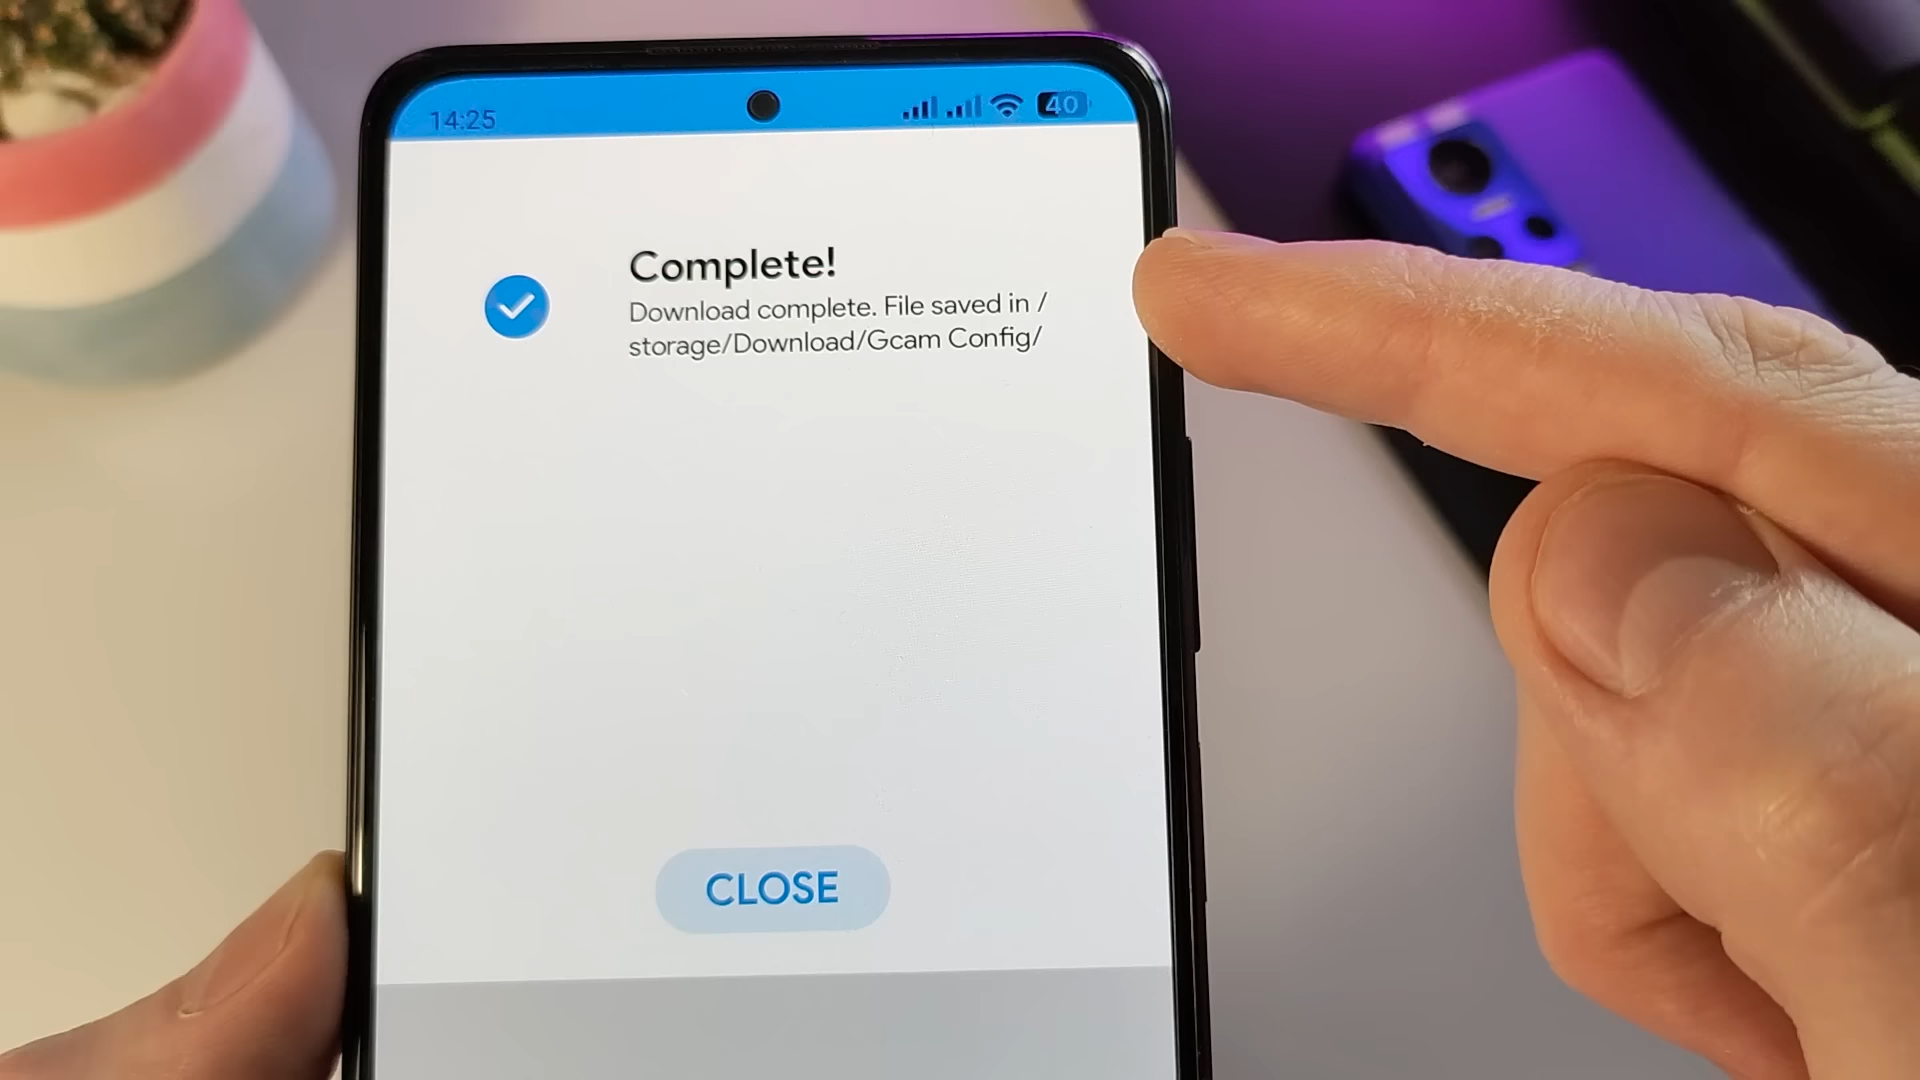 14:25
40
Complete!
Download complete. File saved in /
storage/Download/Gcam Config/
CLOSE